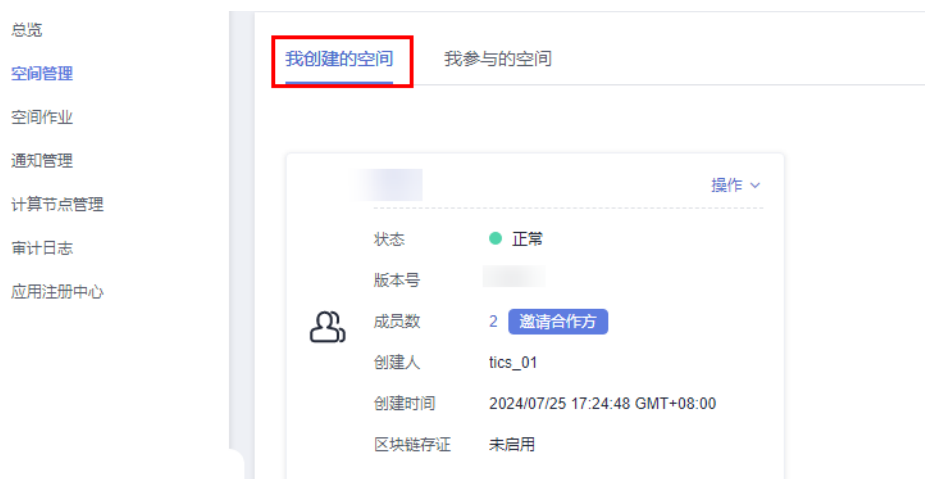 总览
空间管理
空间作业
通知管理
计算节点管理
审计日志
应用注册中心
我创建的空间 我参与的空间
操作
状态 正常
版本号
成员数 2 邀请合作方
创建人 tics_01
创建时间 2024/07/25 17:24:48 GMT+08:00
区块链存证 未启用